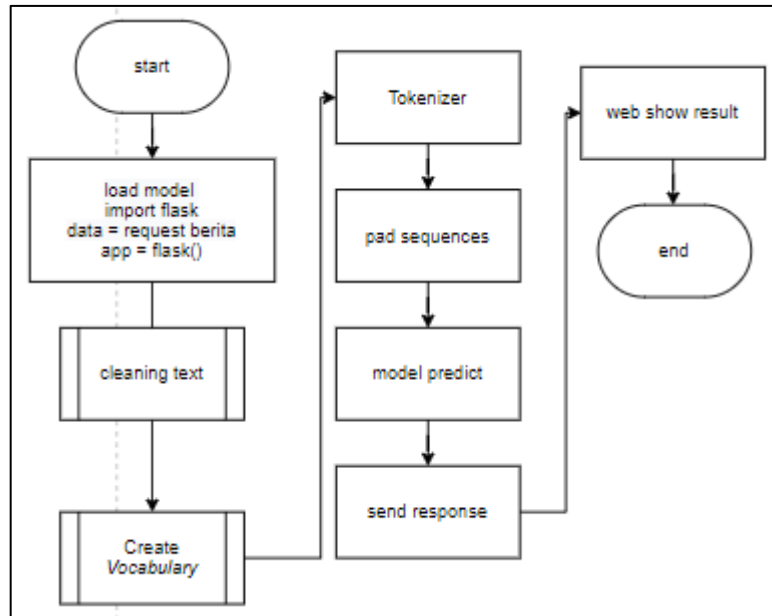 start
load model
import flask
data = request berita
app = flask()
cleaning text
Create
Vocabulary
Tokenizer
pad sequences
model predict
send response
web show result
end